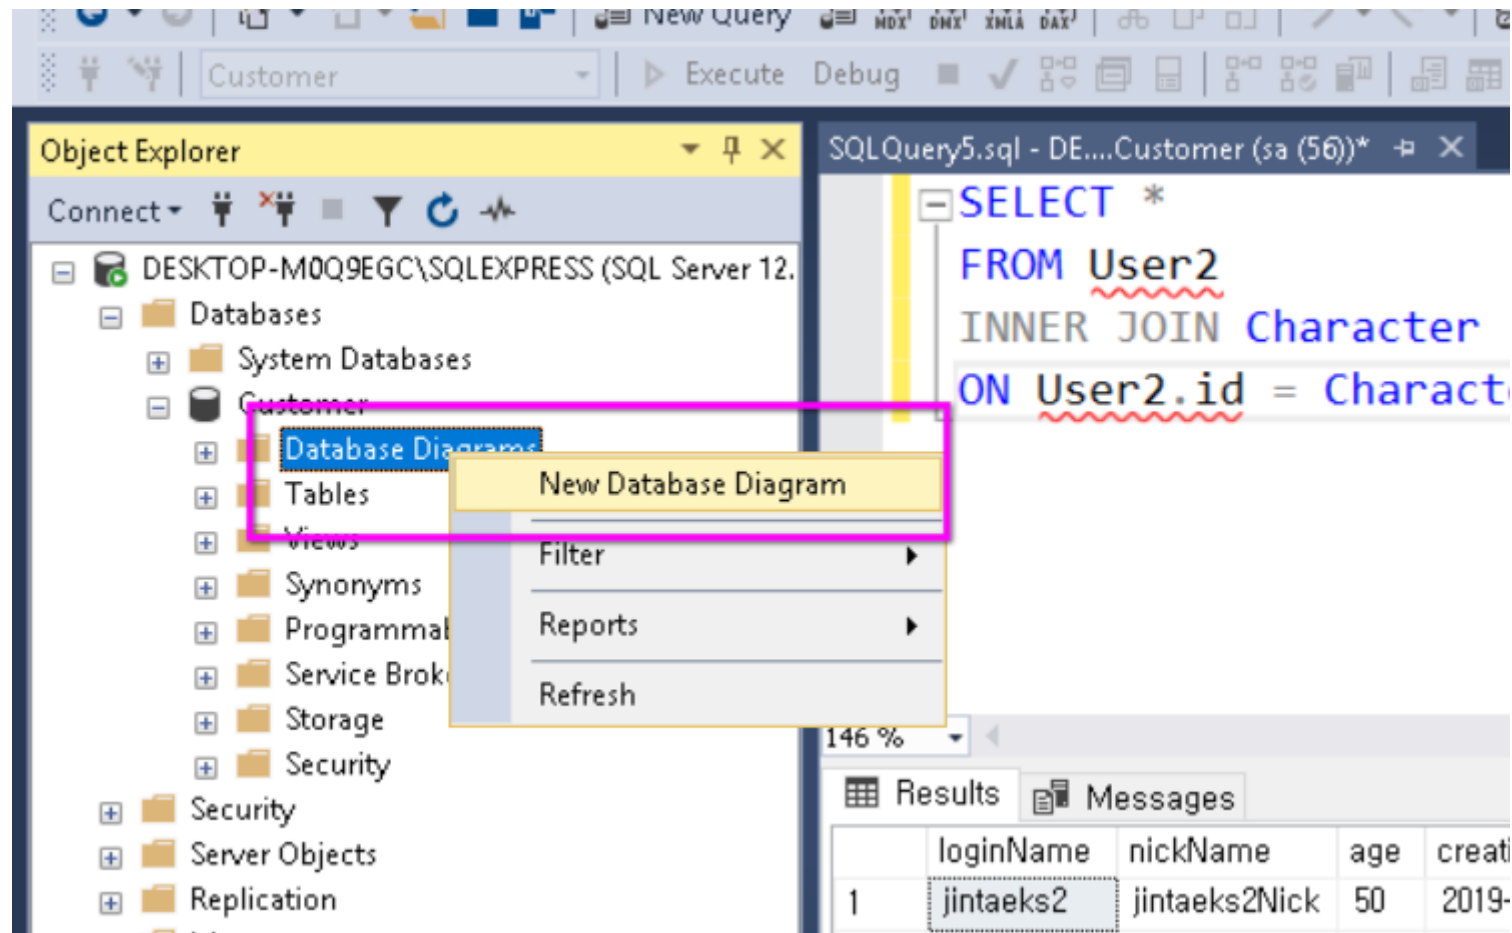 New Query MDX DMX XMLA DAX
Customer Execute Debug
Object Explorer
SQLQuery5.sql - DE....Customer (sa (56))*
Connect
DESKTOP-M0Q9EGC\SQLEXPRESS (SQL Server 12.
Databases
System Databases
Customer
Database Diagrams
Tables
Views
Synonyms
Programmab
Service Broke
Storage
Security
Security
Server Objects
Replication
New Database Diagram
Filter
Reports
Refresh
SELECT *
FROM User2
INNER JOIN Character
ON User2.id = Characte
146 %
Results Messages
loginName nickName age creati
1 jintaeks2 jintaeks2Nick 50 2019-